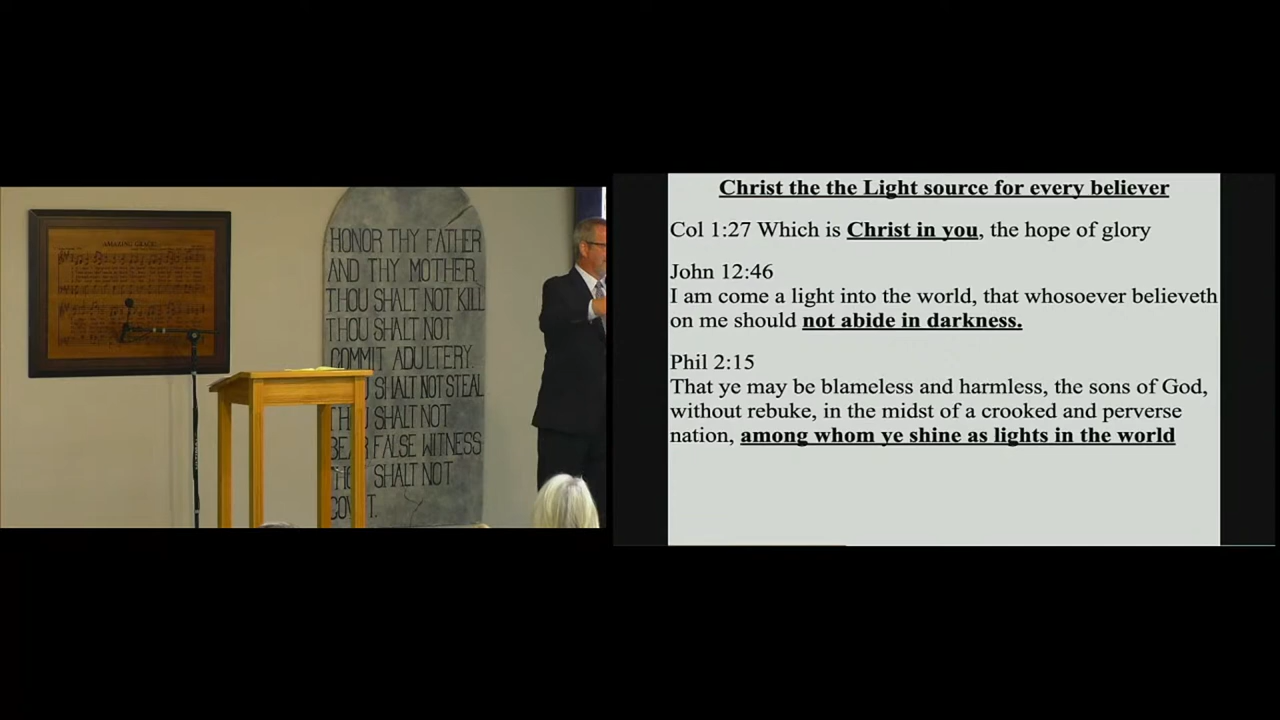 AMAZING GRACE
HONOR THY FATHER
AND THY MOTHER
THOU SHALT NOT KILL
THOU SHALT NOT
COMMIT ADULTERY.
SHALT NOT STEAL
SHALT NOT
FALSE WITNESS
SHALT NOT
Christ the the Light source for every believer
Col 1:27 Which is Christ in you, the hope of glory
John 12:46
I am come a light into the world, that whosoever believeth
on me should not abide in darkness.
Phil 2:15
That ye may be blameless and harmless, the sons of God,
without rebuke, in the midst of a crooked and perverse
nation, among whom ye shine as lights in the world